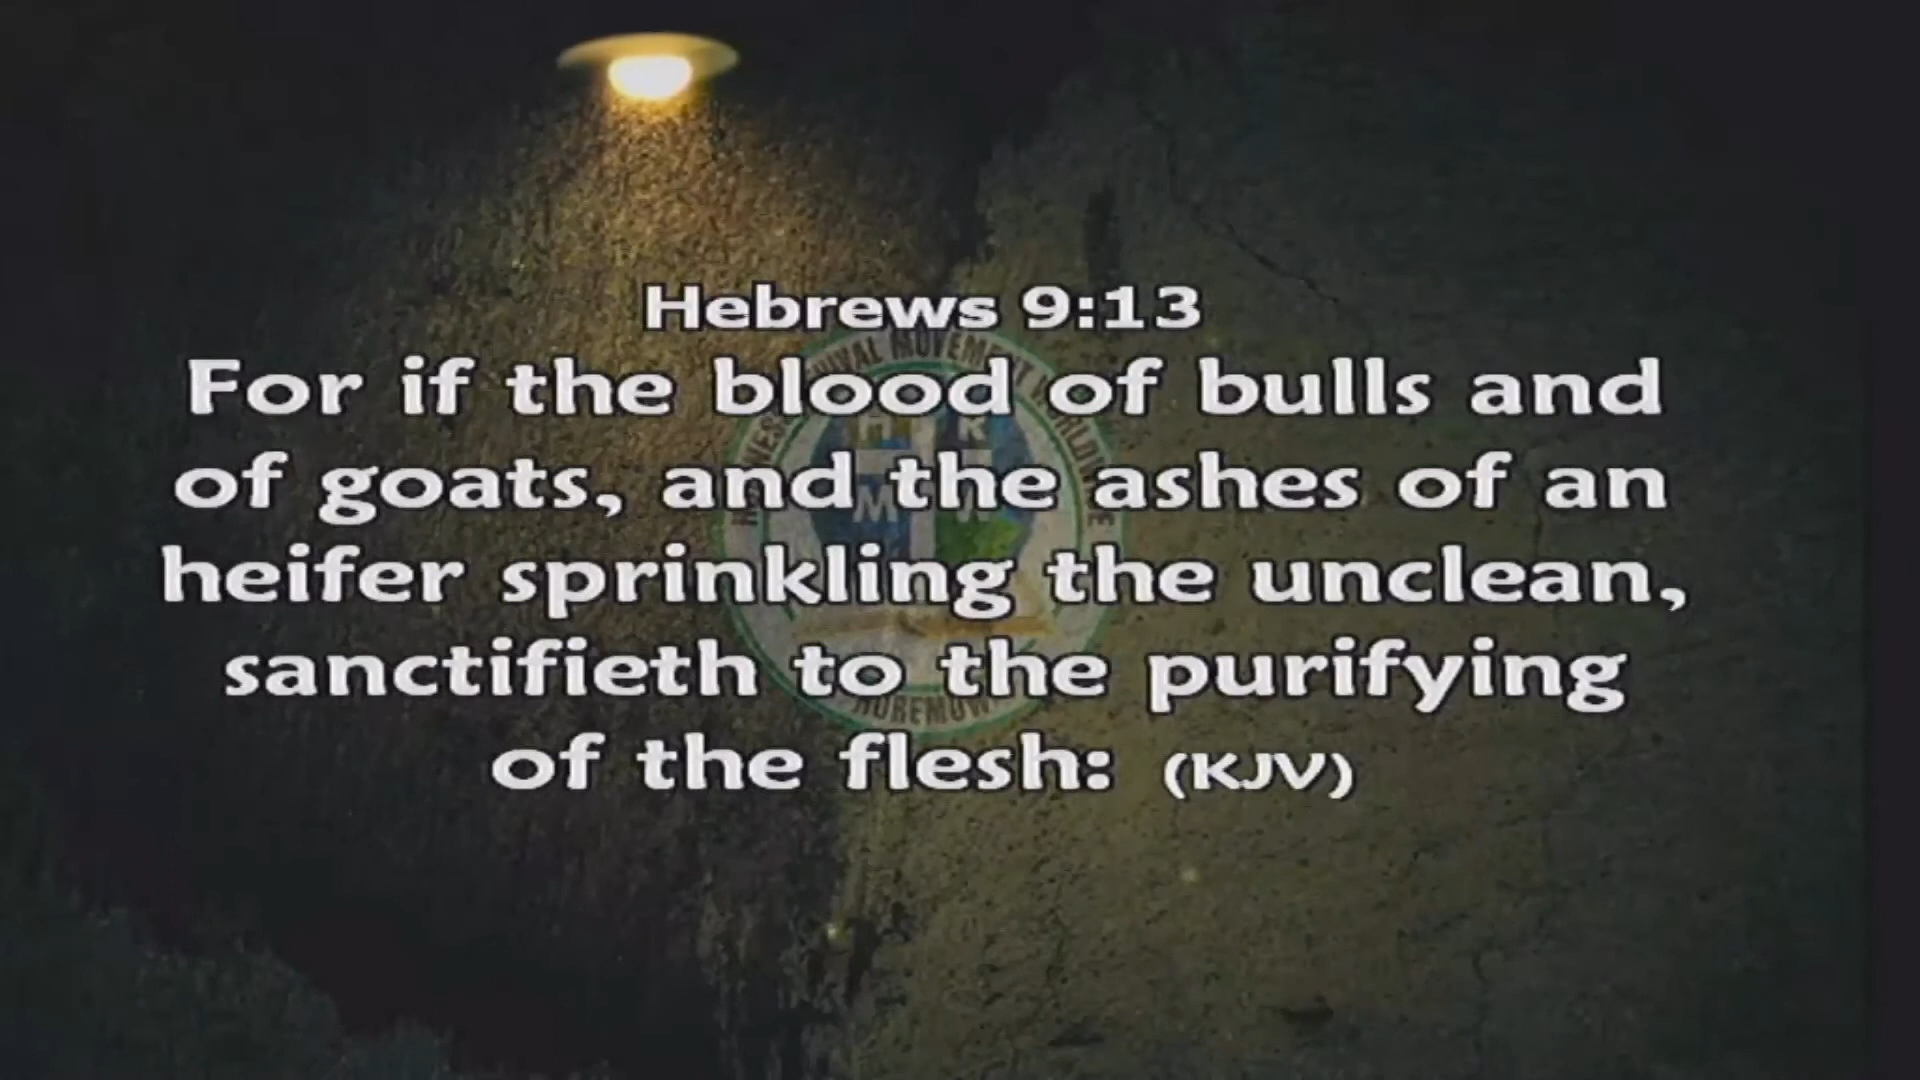 Hebrews 9:13
For if the blood of bulls and
of goats, and the ashes of an
heifer sprinkling the unclean,
sanctifieth to the purifying
of the flesh: (KJV)
MOVEMENT
H K
M